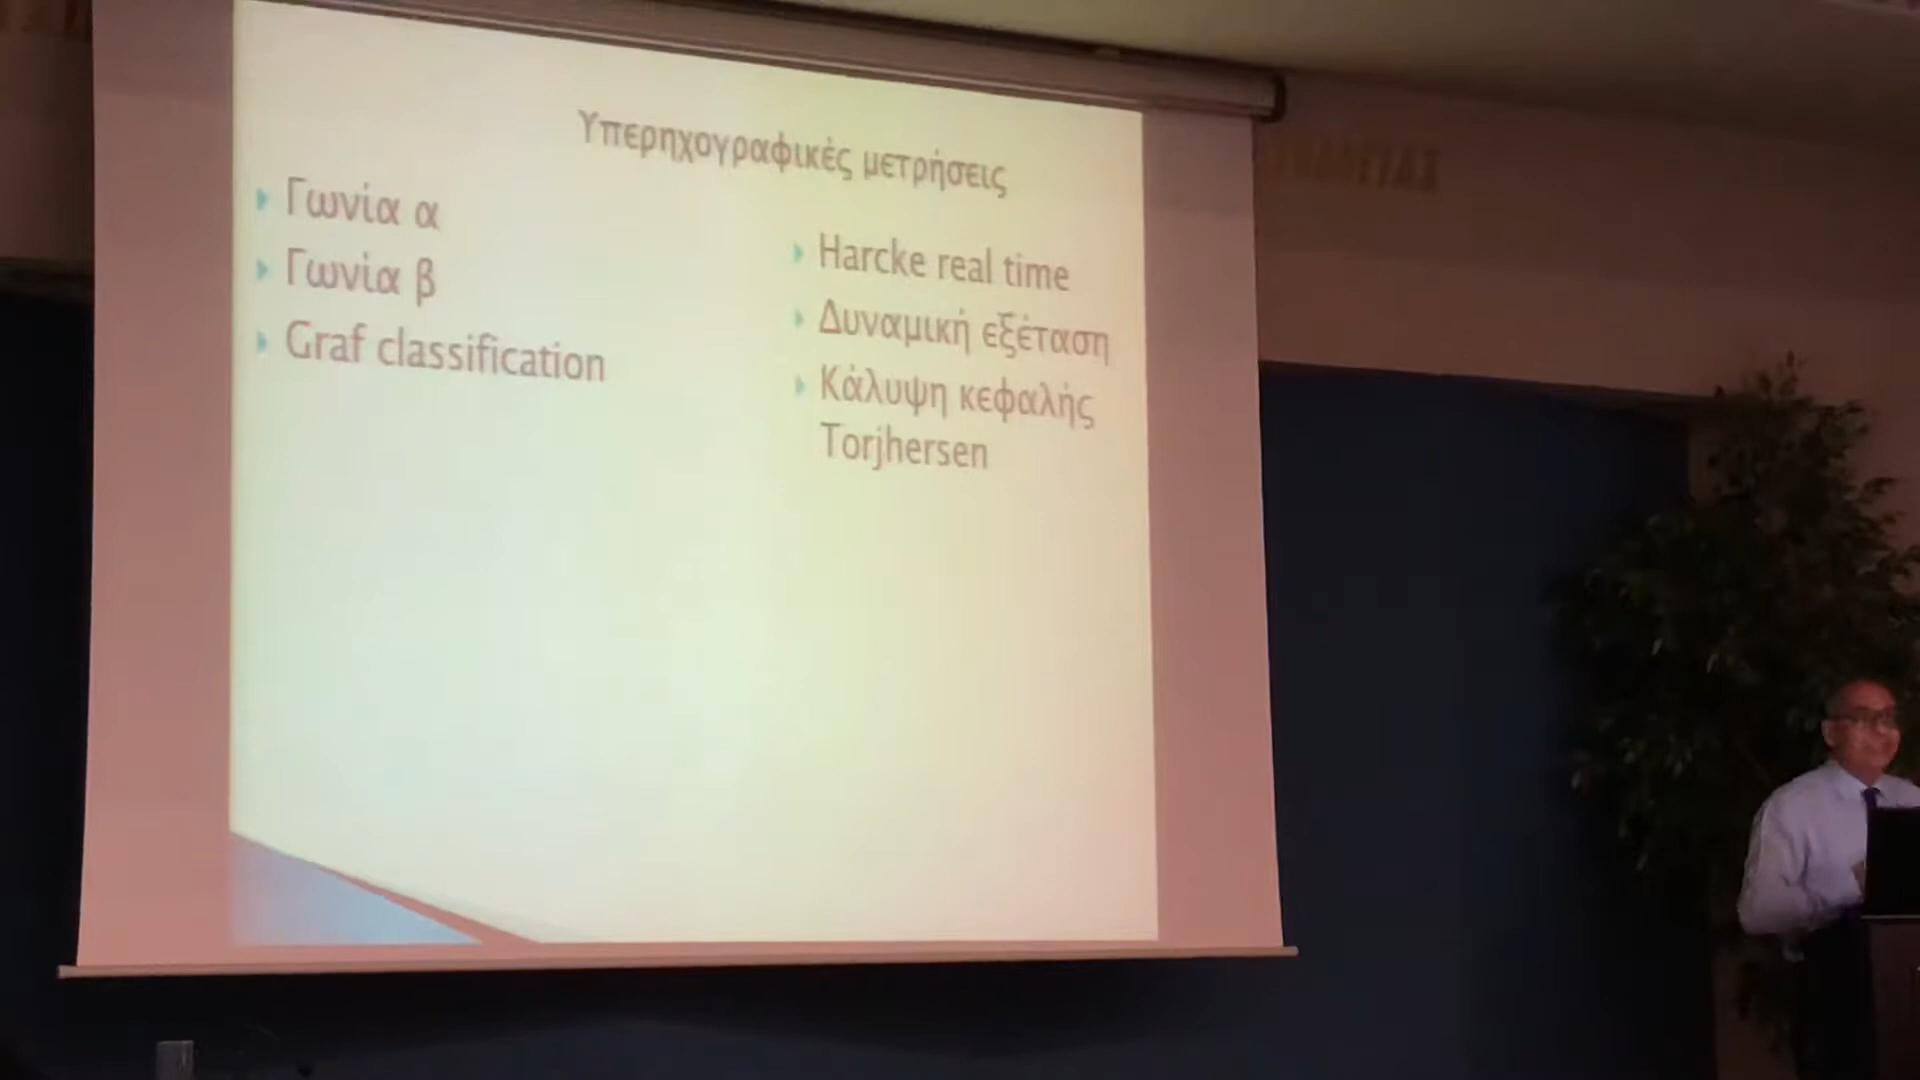 Υπερηχογραφικές μετρήσεις
Γωνία α
Γωνία β
Graf classification
Harcke real time
Δυναμική εξέταση
Κάλυψη κεφαλής
Torjhersen